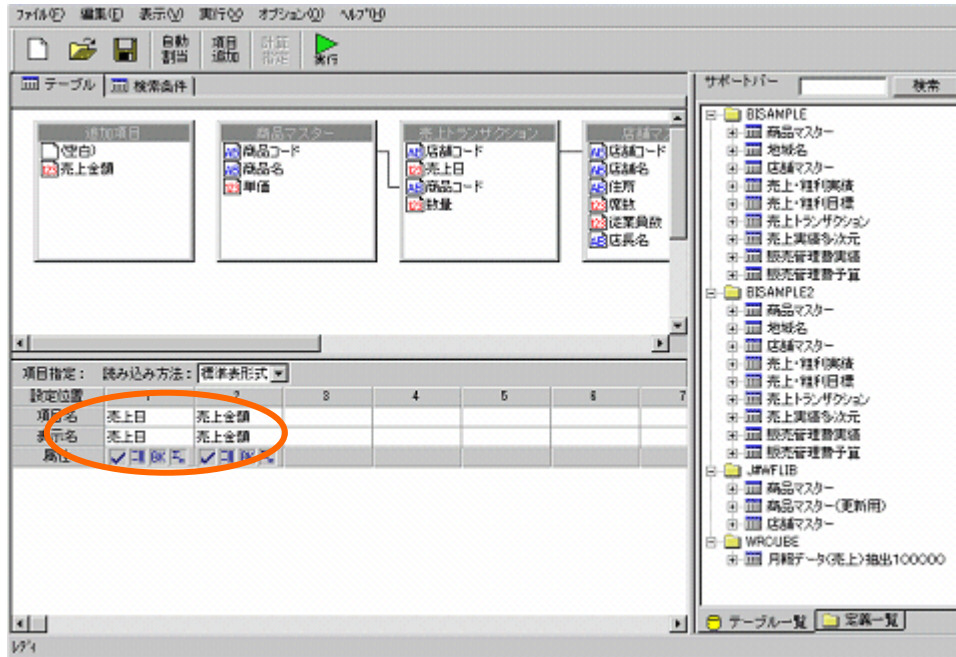 ファイル(F) 編集(E) 表示(V) 実行(X) オプション(O) ヘルプ(H)
自動割当 項目追加 計算指定 実行
テーブル 検索条件
追加項目
(空白)
売上金額
商品マスター
商品コード
商品名
単価
売上トランザクション
店舗コード
売上日
商品コード
数量
店舗マス
店舗コード
店舗名
住所
席数
従業員数
店長名
項目指定： 読み込み方法： 標準表形式
設定位置 1 2 3 4 5 6 7
項目名 売上日 売上金額
表示名 売上日 売上金額
属性
サポートバー 検索
BISAMPLE
商品マスター
地域名
店舗マスター
売上・粗利実績
売上・粗利目標
売上トランザクション
売上実績多次元
販売管理費実績
販売管理費予算
BISAMPLE2
商品マスター
地域名
店舗マスター
売上・粗利実績
売上・粗利目標
売上トランザクション
売上実績多次元
販売管理費実績
販売管理費予算
J#WFLIB
商品マスター
商品マスター(更新用)
店舗マスター
WRCUBE
月報データ(売上)抽出100000
テーブル一覧 定義一覧
レディ